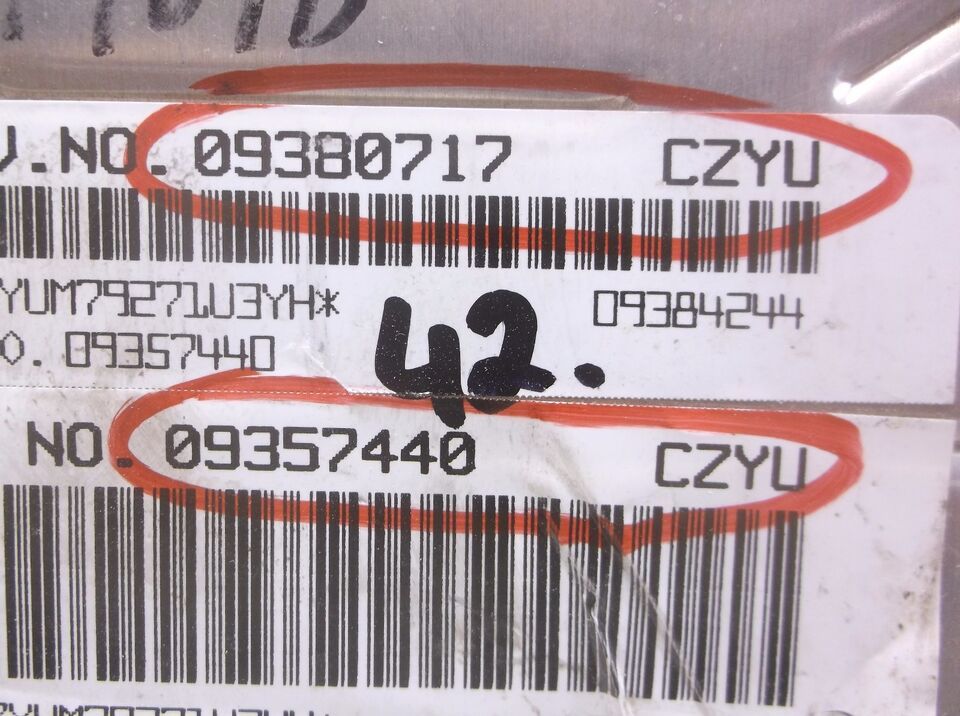 V.NO. 09380717 CZYU
YUM79271U3YH* 09384244
O. 09357440
42.
NO. 09357440 CZYU